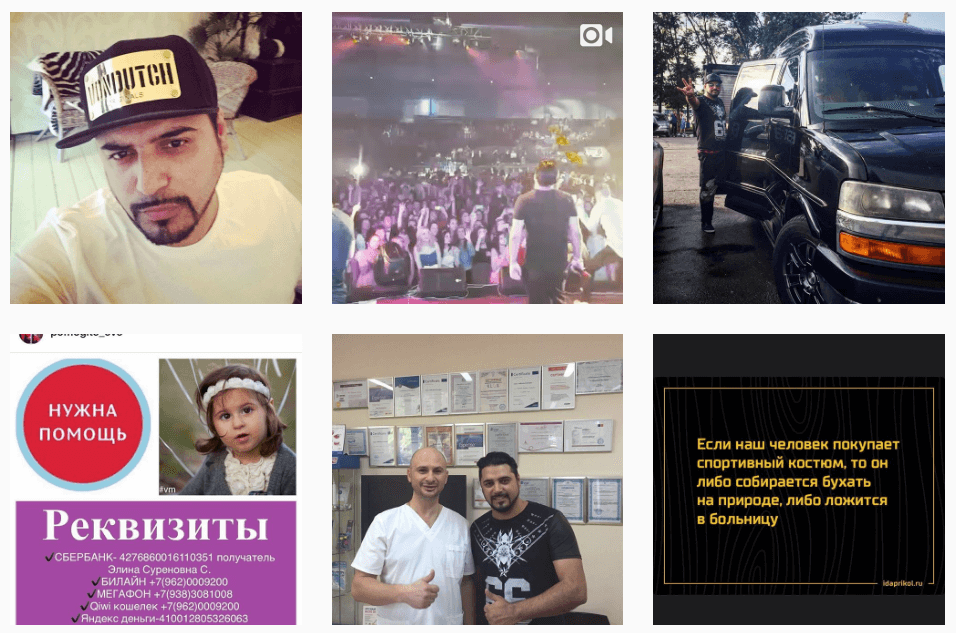 VONDUTCH
pomogite_eve
НУЖНА
ПОМОЩЬ
#vm
Реквизиты
✓СБЕРБАНК- 4276860016110351 получатель
Элина Суреновна С.
✓БИЛАЙН +7(962)0009200
✓МЕГАФОН +7(938)3081008
✓Qiwi кошелек +7(962)0009200
✓Яндекс деньги-410012805326063
Если наш человек покупает
спортивный костюм, то он
либо собирается бухать
на природе, либо ложится
в больницу
idaprikol.ru